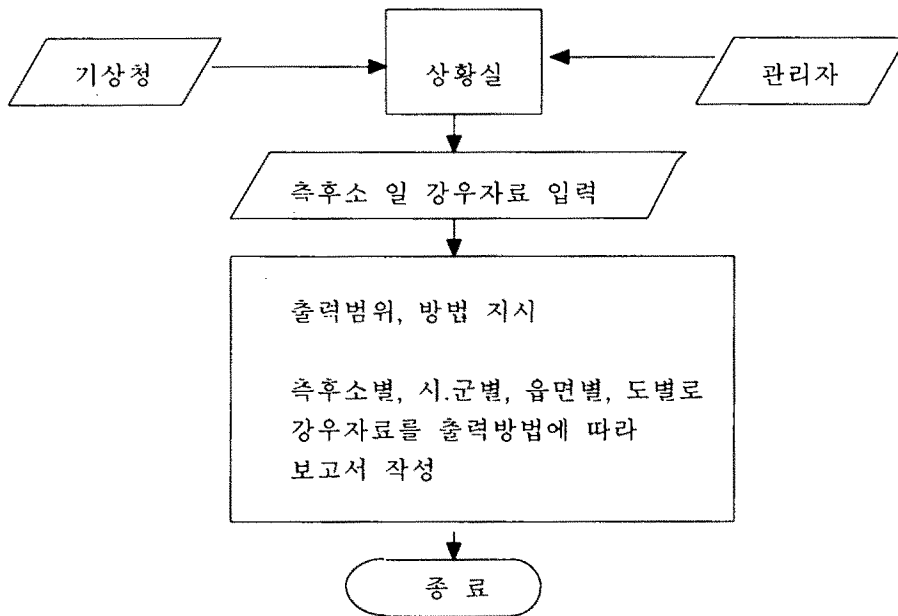 기상청
상황실
관리자
측후소 일 강우자료 입력
출력범위, 방법 지시
측후소별, 시.군별, 읍면별, 도별로
강우자료를 출력방법에 따라
보고서 작성
종 료